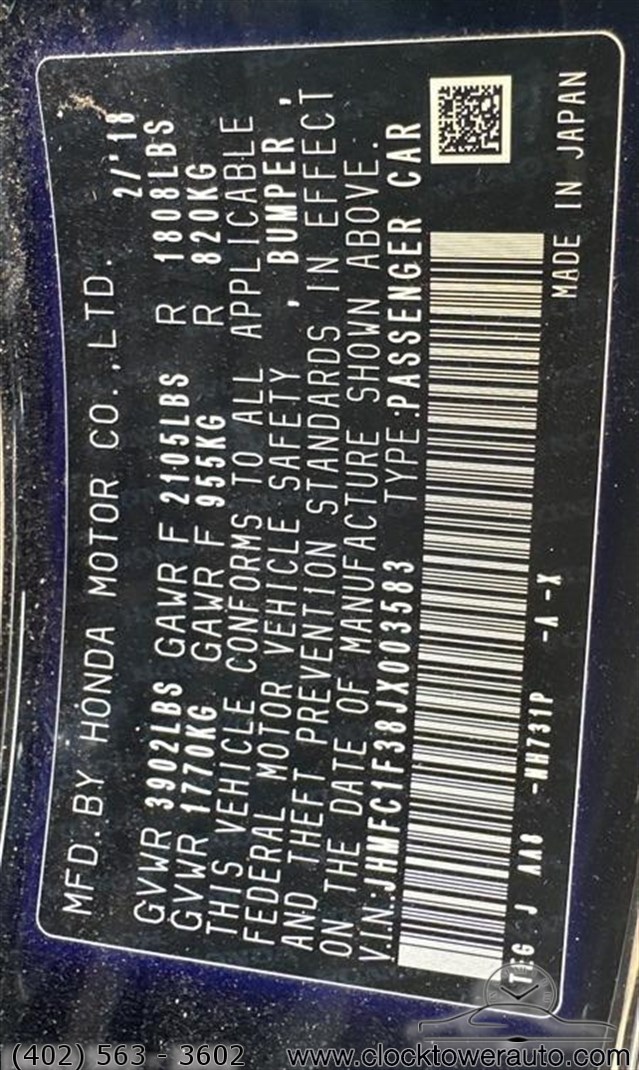 MFD. BY HONDA MOTOR CO., LTD. 2/'18
GVWR 3902LBS GAWR F 2105LBS R 1808LBS
GVWR 1770KG GAWR F 955KG R 820KG
THIS VEHICLE CONFORMS TO ALL APPLICABLE
FEDERAL MOTOR VEHICLE SAFETY , BUMPER ,
AND THEFT PREVENTION STANDARDS IN EFFECT
ON THE DATE OF MANUFACTURE SHOWN ABOVE.
V.I.N:JHMFC1F38JX003583 TYPE:PASSENGER CAR
J AA8 -NH731P -A -X
MADE IN JAPAN
(402) 563 - 3602 www.clocktowerauto.com